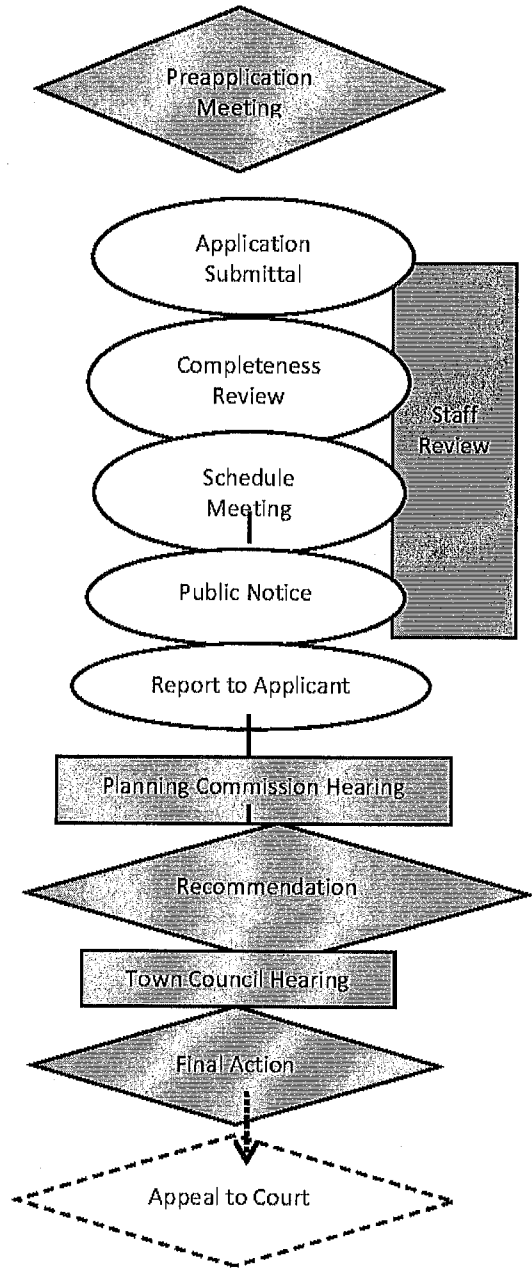 Preapplication
Meeting
Application
Submittal
Completeness
Review
Staff
Review
Schedule
Meeting
Public Notice
Report to Applicant
Planning Commission Hearing
Recommendation
Town Council Hearing
Final Action
Appeal to Court